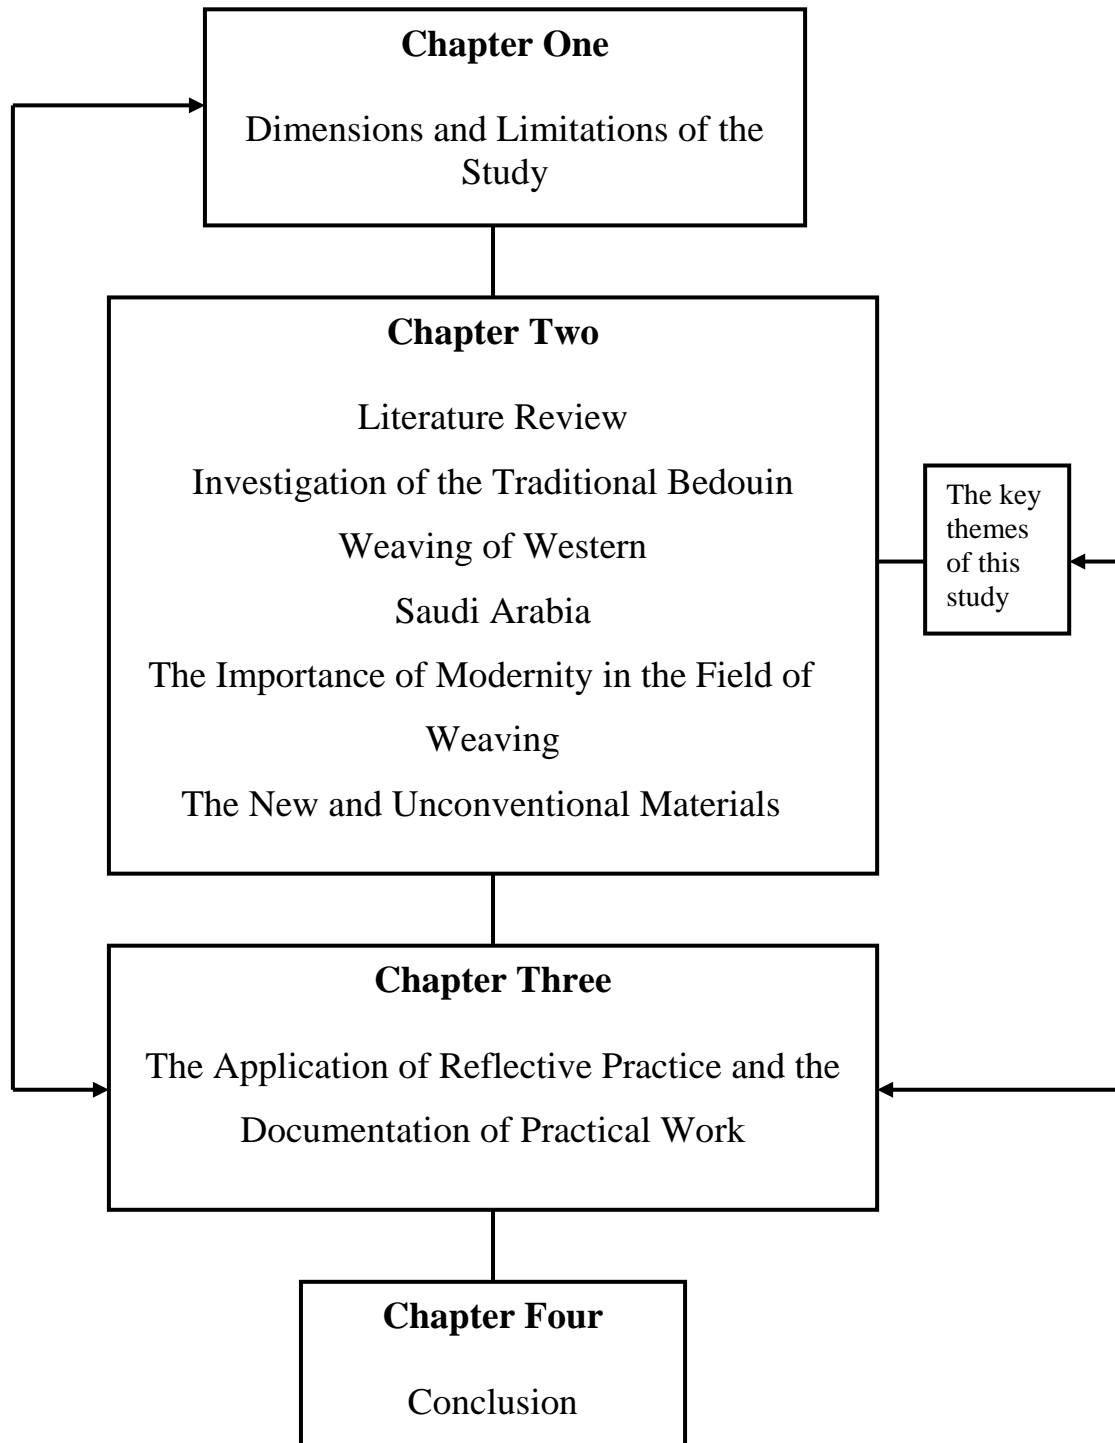 Chapter One
Dimensions and Limitations of the
Study
Chapter Two
Literature Review
Investigation of the Traditional Bedouin
Weaving of Western
Saudi Arabia
The Importance of Modernity in the Field of
Weaving
The New and Unconventional Materials
The key
themes
of this
study
Chapter Three
The Application of Reflective Practice and the
Documentation of Practical Work
Chapter Four
Conclusion